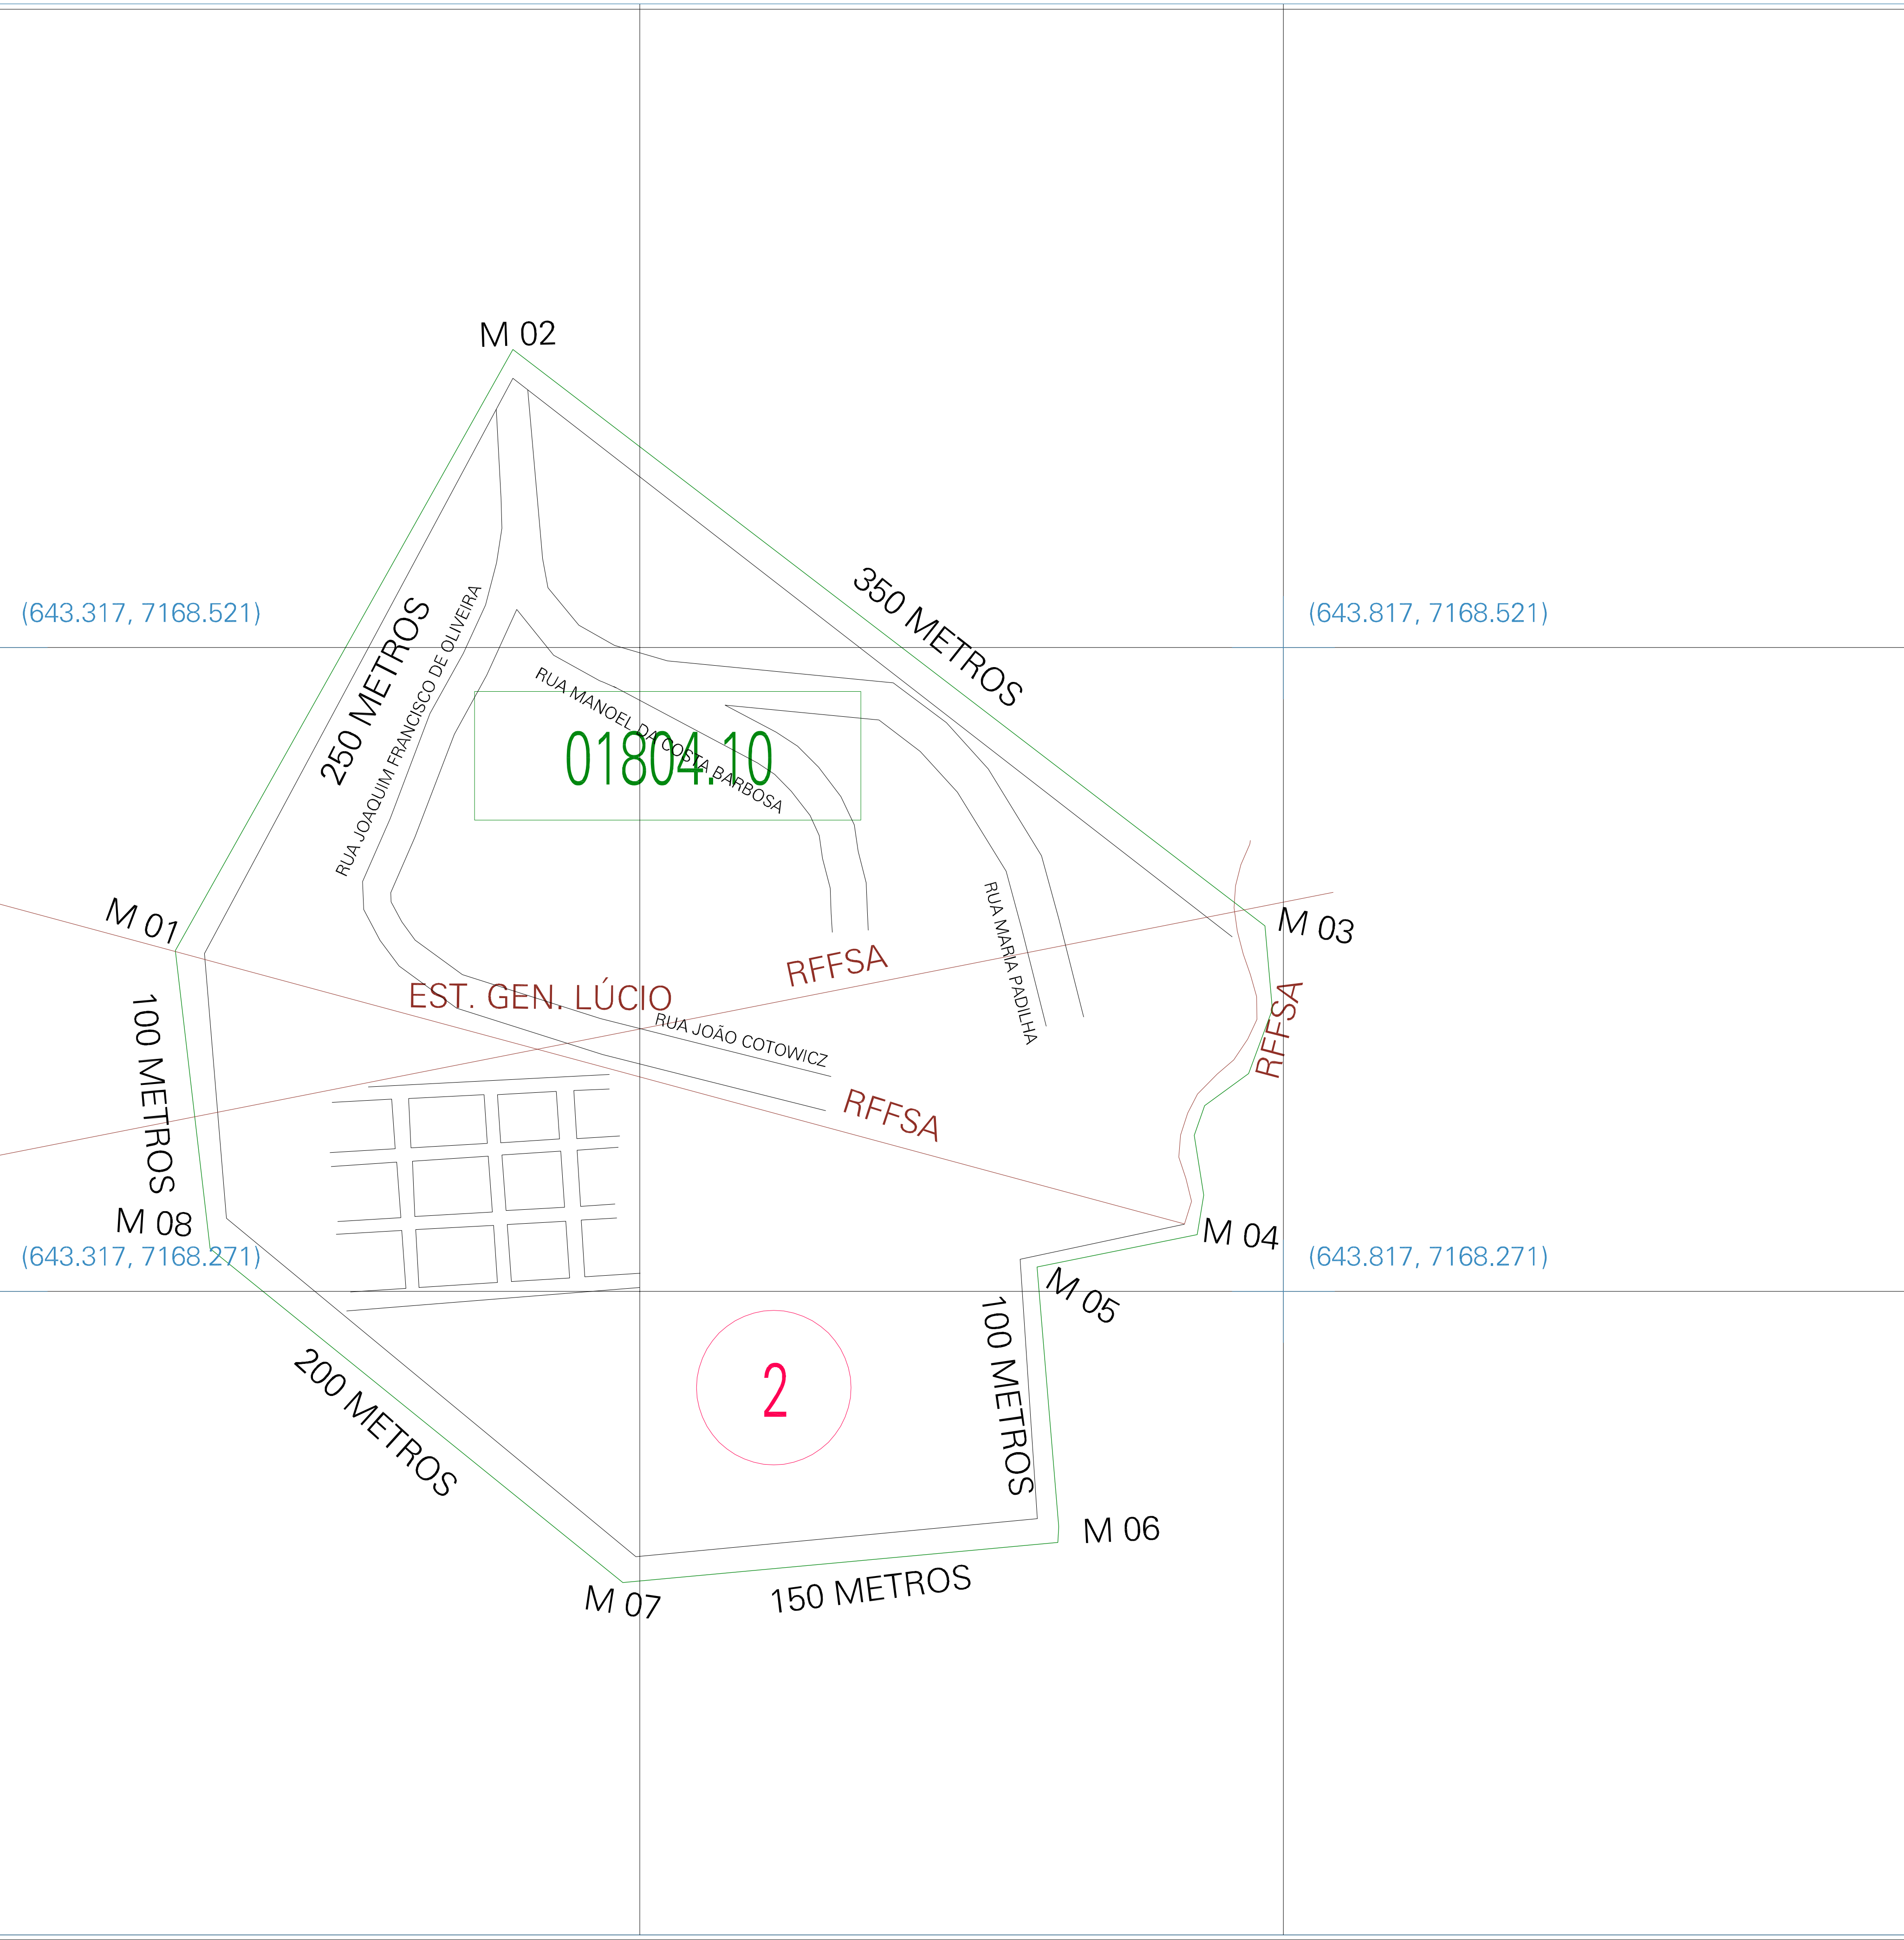 M 02
350 METROS
(643.317, 7168.521)
(643.817, 7168.521)
250 METROS
RUA JOAQUIM FRANCISCO DE OLIVEIRA
RUA MANOEL DA COSTA BARBOSA
01804.10
M 01
M 03
RUA MARIA PADILHA
RFFSA
EST. GEN. LÚCIO
RUA JOÃO COTOWICZ
RFFSA
RFFSA
100 METROS
M 08
M 04
(643.317, 7168.271)
(643.817, 7168.271)
M 05
100 METROS
2
200 METROS
M 06
150 METROS
M 07